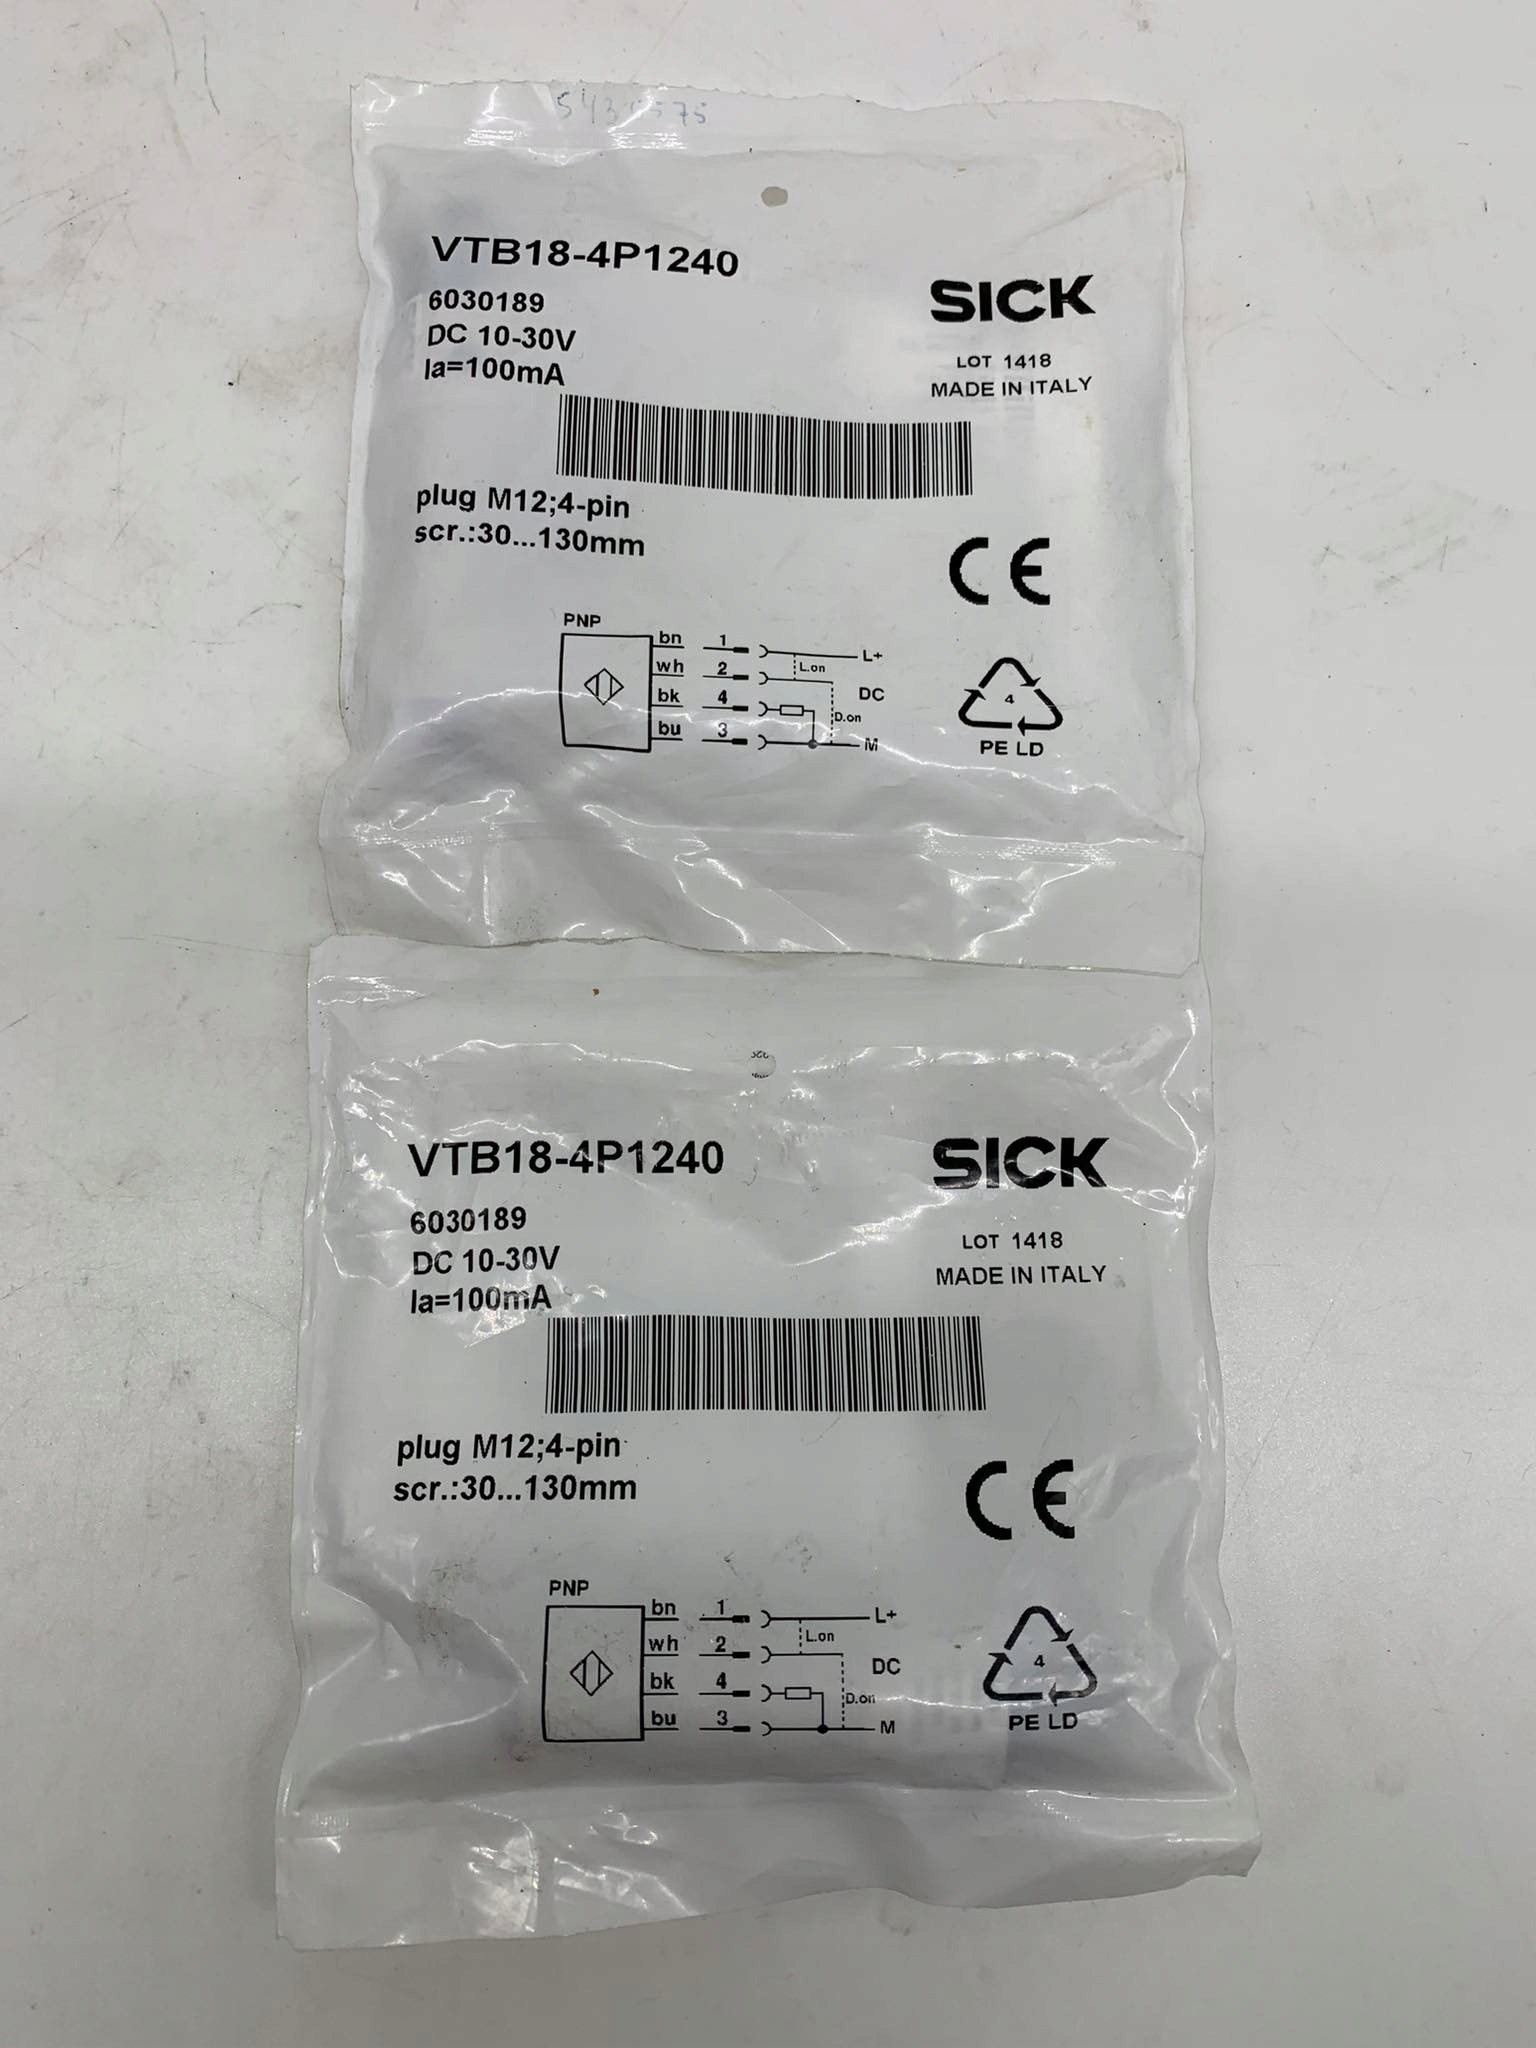 VTB18-4P1240
6030189
DC 10-30V
Ia=100mA
SICK
LOT 1418
MADE IN ITALY
plug M12;4-pin
scr.:30...130mm
CE
PNP
bn 1 L+
L.on
wh 2
DC
bk 4
D.on
bu 3 M
4
PE LD
VTB18-4P1240
6030189
DC 10-30V
Ia=100mA
SICK
LOT 1418
MADE IN ITALY
plug M12;4-pin
scr.:30...130mm
CE
PNP
bn 1 L+
L.on
wh 2
DC
bk 4
D.on
bu 3 M
4
PE LD